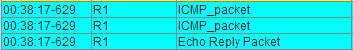 00:38:17-629 R1 ICMP_packet
00:38:17-629 R1 ICMP_packet
00:38:17-629 R1 Echo Reply Packet